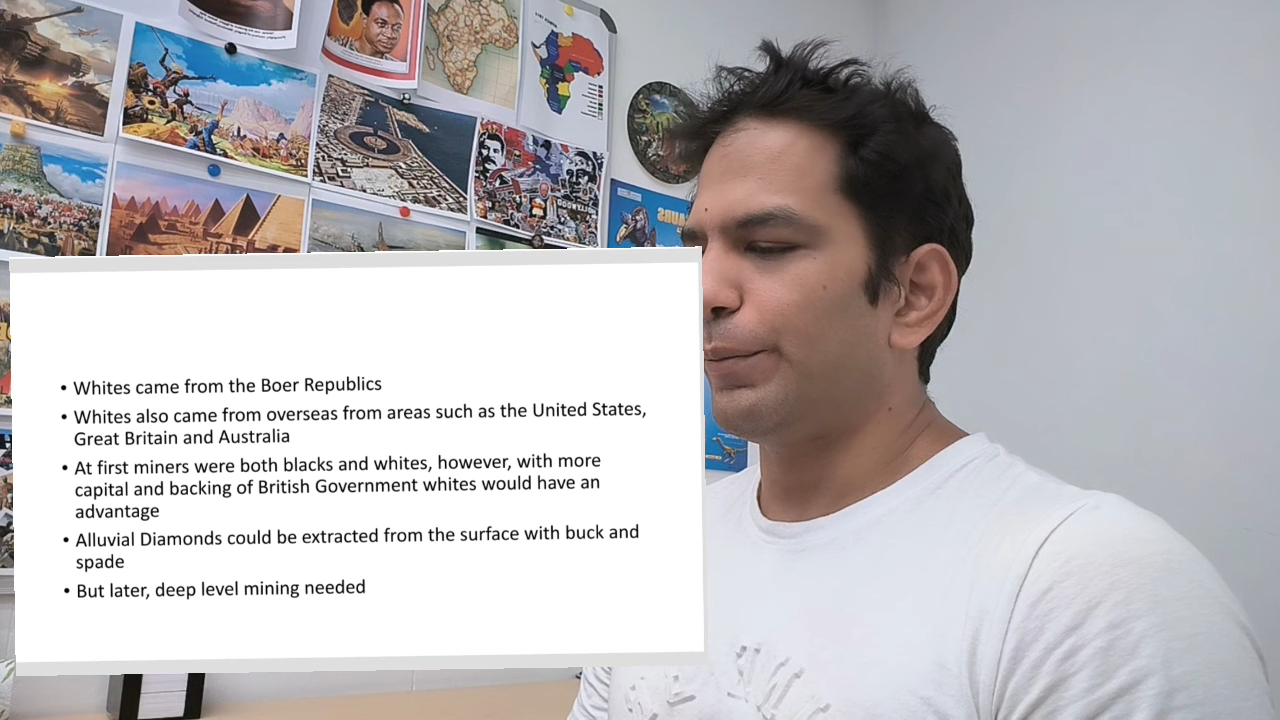 • Whites came from the Boer Republics
• Whites also came from overseas from areas such as the United States,
Great Britain and Australia
• At first miners were both blacks and whites, however, with more
capital and backing of British Government whites would have an
advantage
• Alluvial Diamonds could be extracted from the surface with buck and
spade
• But later, deep level mining needed